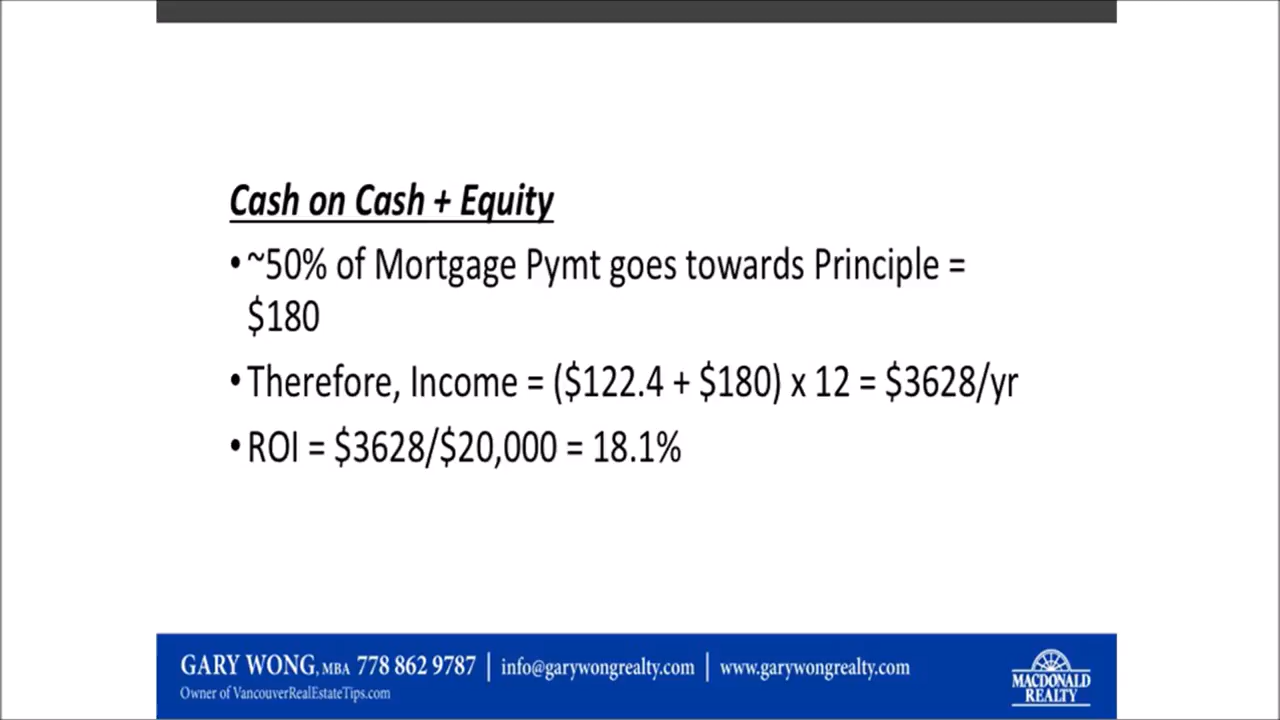 Cash on Cash + Equity
•~50% of Mortgage Pymt goes towards Principle =
$180
•Therefore, Income = ($122.4 + $180) x 12 = $3628/yr
•ROI = $3628/$20,000 = 18.1%
GARY WONG, MBA 778 862 9787 | info@garywongrealty.com | www.garywongrealty.com
Owner of VancouverRealEstateTips.com
MACDONALD
REALTY